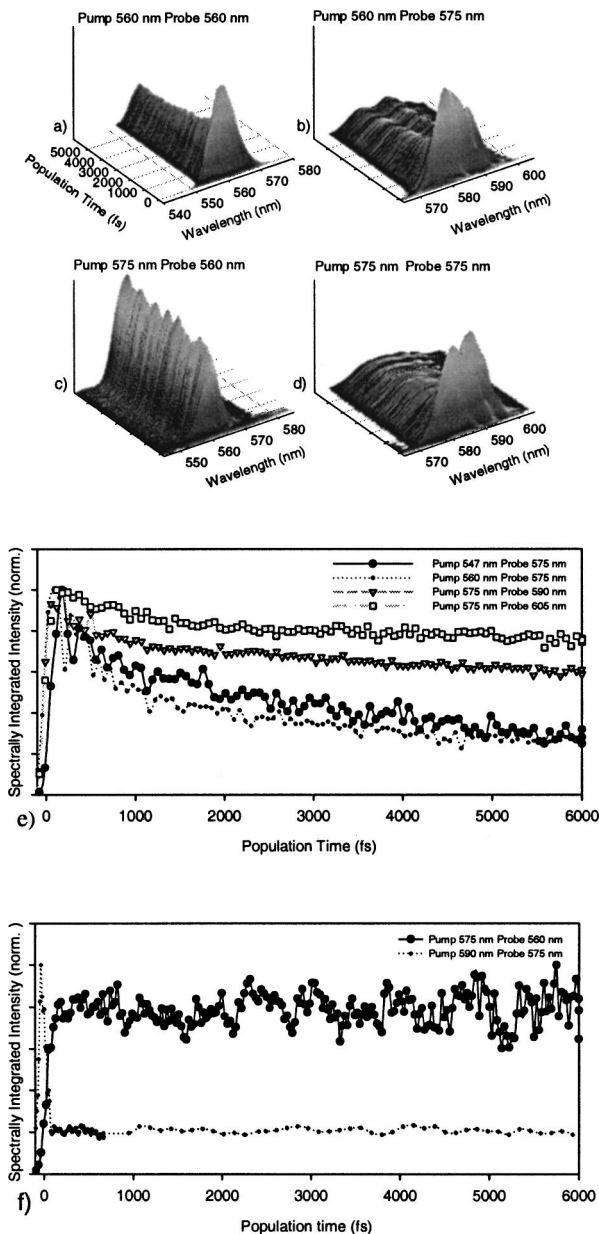 Pump 560 nm Probe 560 nm
Pump 560 nm Probe 575 nm
a)
b)
5000
4000
3000
2000
1000
0
Population Time (fs)
540
550
560
570
580
Wavelength (nm)
570
580
590
600
Wavelength (nm)
Pump 575 nm Probe 560 nm
Pump 575 nm Probe 575 nm
c)
d)
550
560
570
580
Wavelength (nm)
570
580
590
600
Wavelength (nm)
Spectrally Integrated Intensity (norm.)
Pump 547 nm Probe 575 nm
Pump 560 nm Probe 575 nm
Pump 575 nm Probe 590 nm
Pump 575 nm Probe 605 nm
e)
0 1000 2000 3000 4000 5000 6000
Population Time (fs)
Spectrally Integrated Intensity (norm.)
Pump 575 nm Probe 560 nm
Pump 590 nm Probe 575 nm
f)
0 1000 2000 3000 4000 5000 6000
Population time (fs)